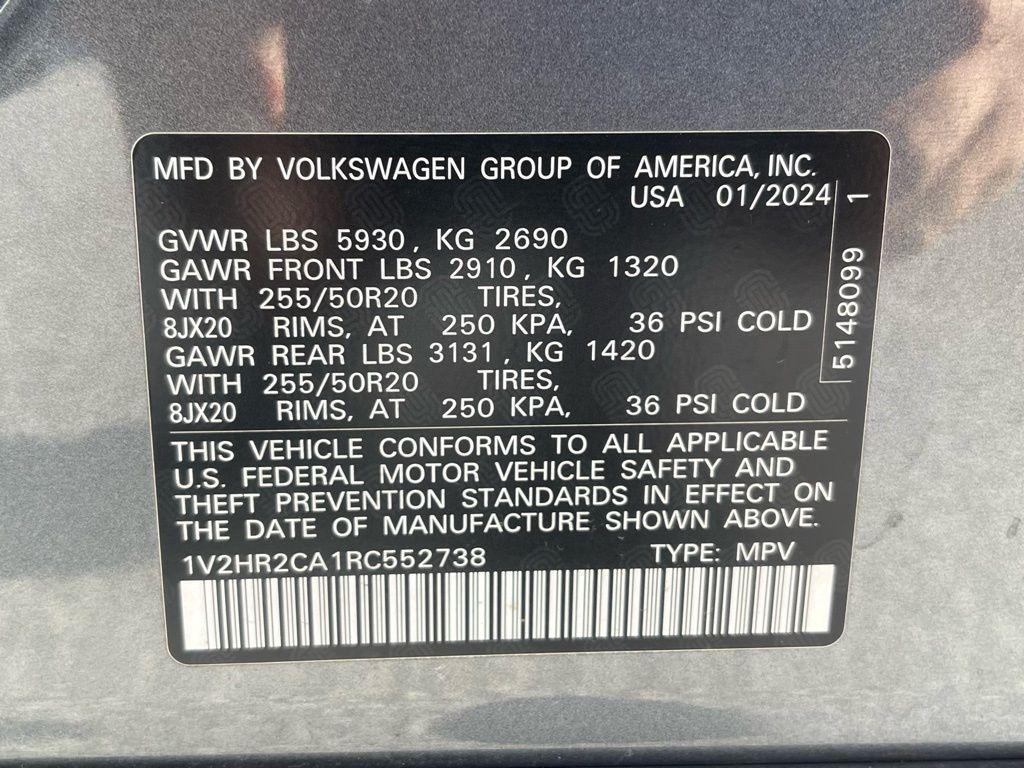 MFD BY VOLKSWAGEN GROUP OF AMERICA, INC.
USA 01/2024
GVWR LBS 5930, KG 2690
GAWR FRONT LBS 2910, KG 1320
WITH 255/50R20 TIRES,
8JX20 RIMS, AT 250 KPA, 36 PSI COLD
GAWR REAR LBS 3131, KG 1420
WITH 255/50R20 TIRES,
8JX20 RIMS, AT 250 KPA, 36 PSI COLD
5148099 1
THIS VEHICLE CONFORMS TO ALL APPLICABLE
U.S. FEDERAL MOTOR VEHICLE SAFETY AND
THEFT PREVENTION STANDARDS IN EFFECT ON
THE DATE OF MANUFACTURE SHOWN ABOVE.
1V2HR2CA1RC552738 TYPE: MPV